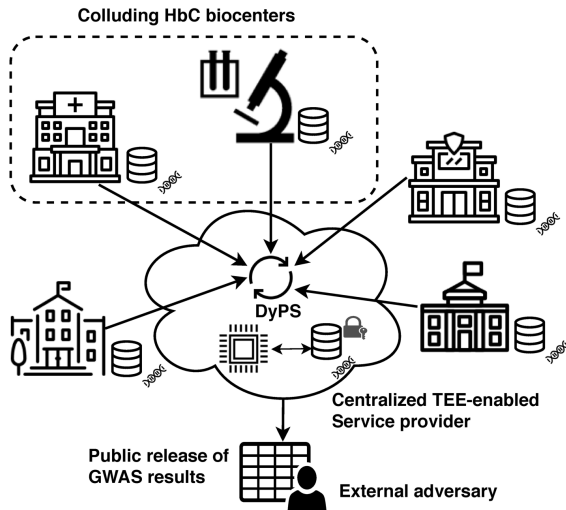 Colluding HbC biocenters
DyPS
Centralized TEE-enabled
Service provider
Public release of
GWAS results
External adversary